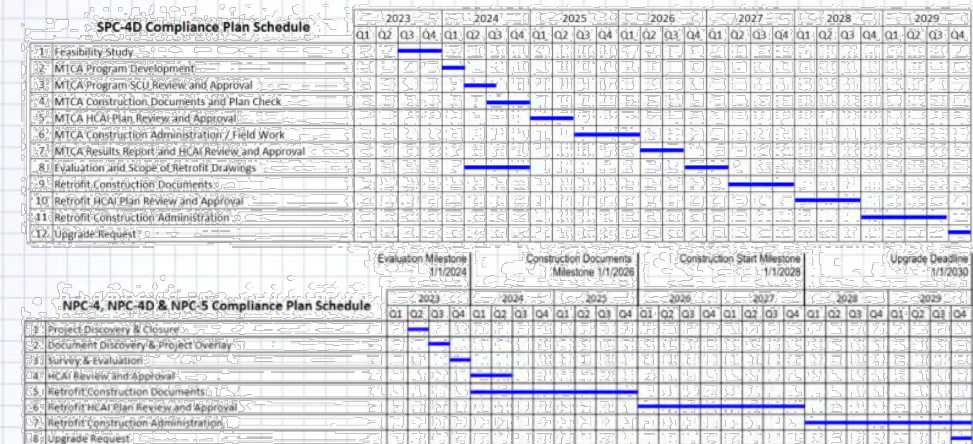 SPC-4D Compliance Plan Schedule
2023 2024 2025 2026 2027 2028 2029
Q1 Q2 Q3 Q4 Q1 Q2 Q3 Q4 Q1 Q2 Q3 Q4 Q1 Q2 Q3 Q4 Q1 Q2 Q3 Q4 Q1 Q2 Q3 Q4 Q1 Q2 Q3 Q4
1 Feasibility Study
2 MTCA Program Development
3 MTCA Program SCU Review and Approval
4 MTCA Construction Documents and Plan Check
5 MTCA HCAI Plan Review and Approval
6 MTCA Construction Administration / Field Work
7 MTCA Results Report and HCAI Review and Approval
8 Evaluation and Scope of Retrofit Drawings
9 Retrofit Construction Documents
10 Retrofit HCAI Plan Review and Approval
11 Retrofit Construction Administration
12 Upgrade Request
Evaluation Milestone 1/1/2024
Construction Documents Milestone 1/1/2026
Construction Start Milestone 1/1/2028
Upgrade Deadline 1/1/2030
NPC-4, NPC-4D & NPC-5 Compliance Plan Schedule
2023 2024 2025 2026 2027 2028 2029
Q1 Q2 Q3 Q4 Q1 Q2 Q3 Q4 Q1 Q2 Q3 Q4 Q1 Q2 Q3 Q4 Q1 Q2 Q3 Q4 Q1 Q2 Q3 Q4 Q1 Q2 Q3 Q4
1 Project Discovery & Closure
2 Document Discovery & Project Overlay
3 Survey & Evaluation
4 HCAI Review and Approval
5 Retrofit Construction Documents
6 Retrofit HCAI Plan Review and Approval
7 Retrofit Construction Administration
8 Upgrade Request